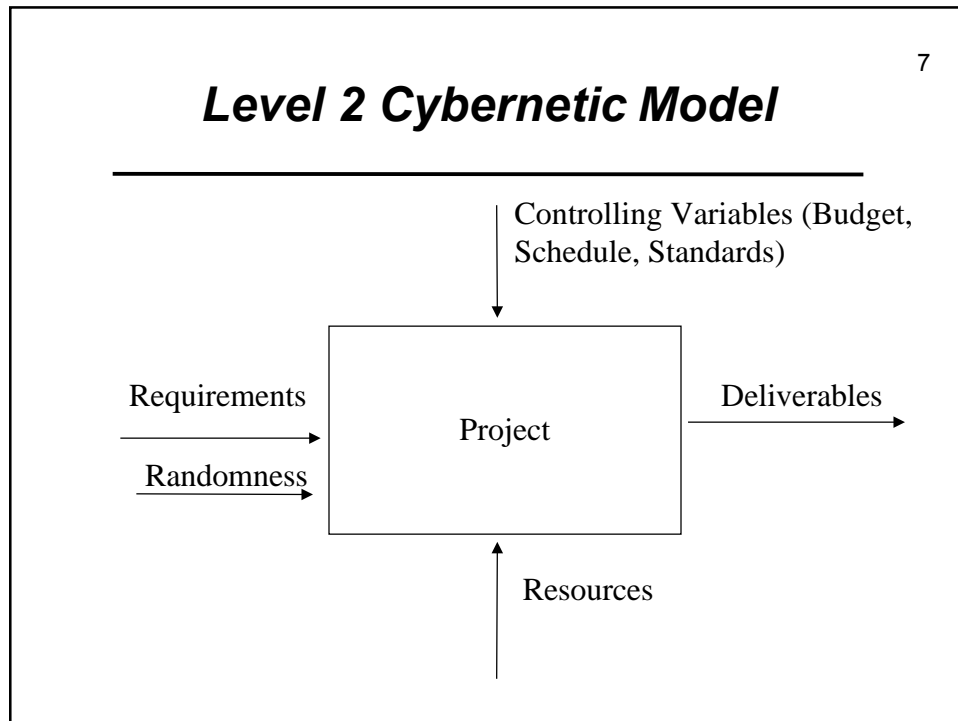 7
Level 2 Cybernetic Model
Controlling Variables (Budget,
Schedule, Standards)
Requirements
Randomness
Project
Deliverables
Resources